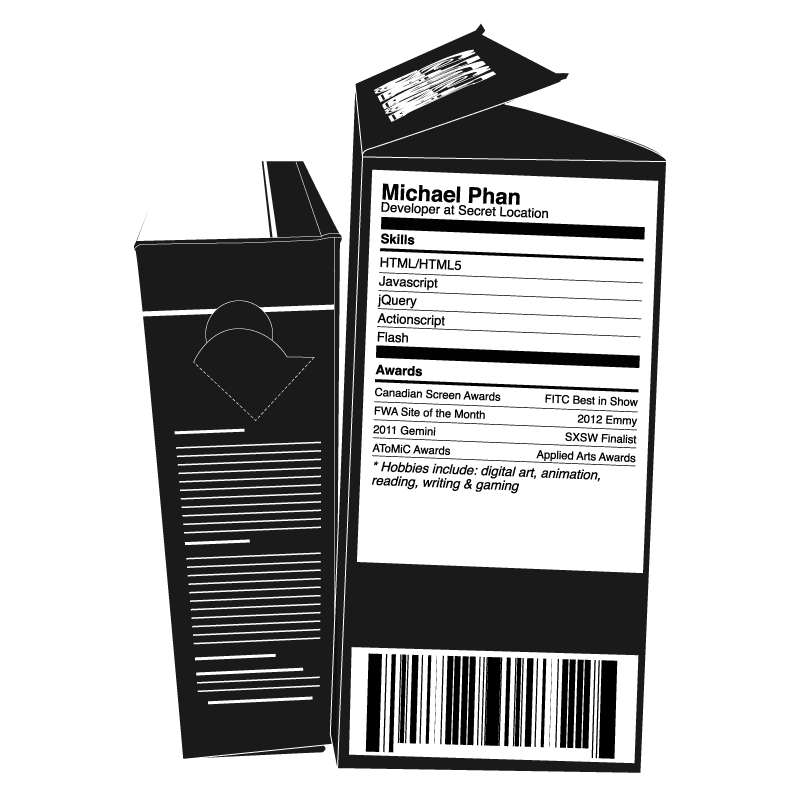 Michael Phan
Developer at Secret Location
Skills
HTML/HTML5
Javascript
jQuery
Actionscript
Flash
Awards
Canadian Screen Awards FITC Best in Show
FWA Site of the Month 2012 Emmy
2011 Gemini SXSW Finalist
AToMiC Awards Applied Arts Awards
* Hobbies include: digital art, animation,
reading, writing & gaming